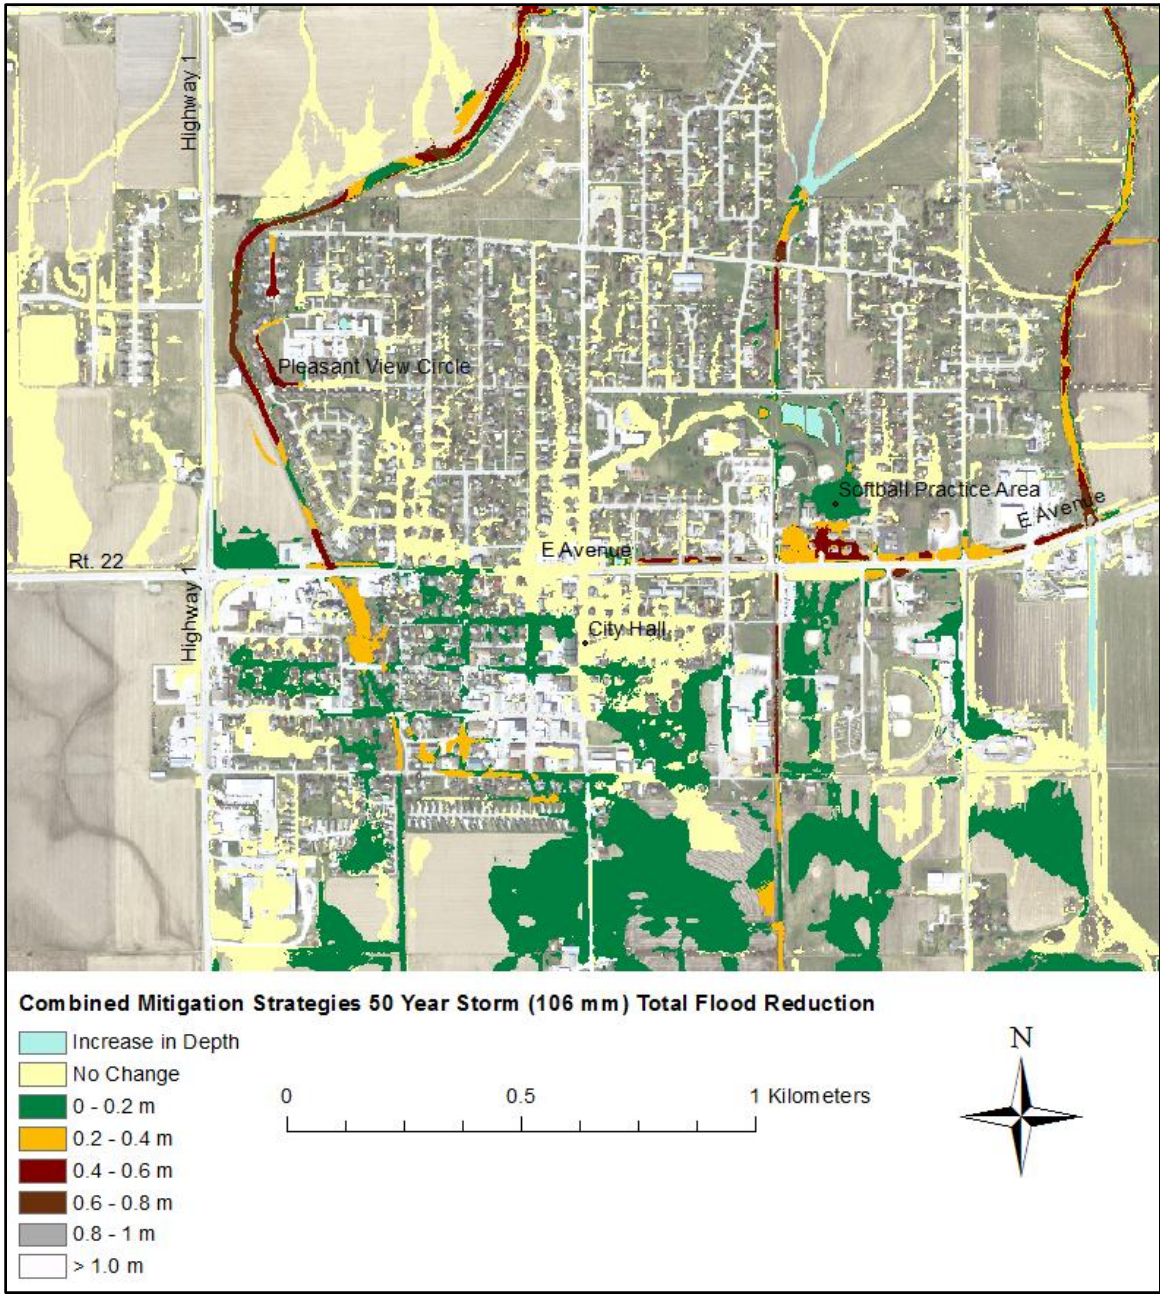 Highway 1
Pleasant View Circle
Softball Practice Area
E Avenue
E Avenue
Rt. 22
Highway 1
City Hall
Combined Mitigation Strategies 50 Year Storm (106 mm) Total Flood Reduction
Increase in Depth
No Change
0 - 0.2 m
0.2 - 0.4 m
0.4 - 0.6 m
0.6 - 0.8 m
0.8 - 1 m
> 1.0 m
0 0.5 1 Kilometers
N